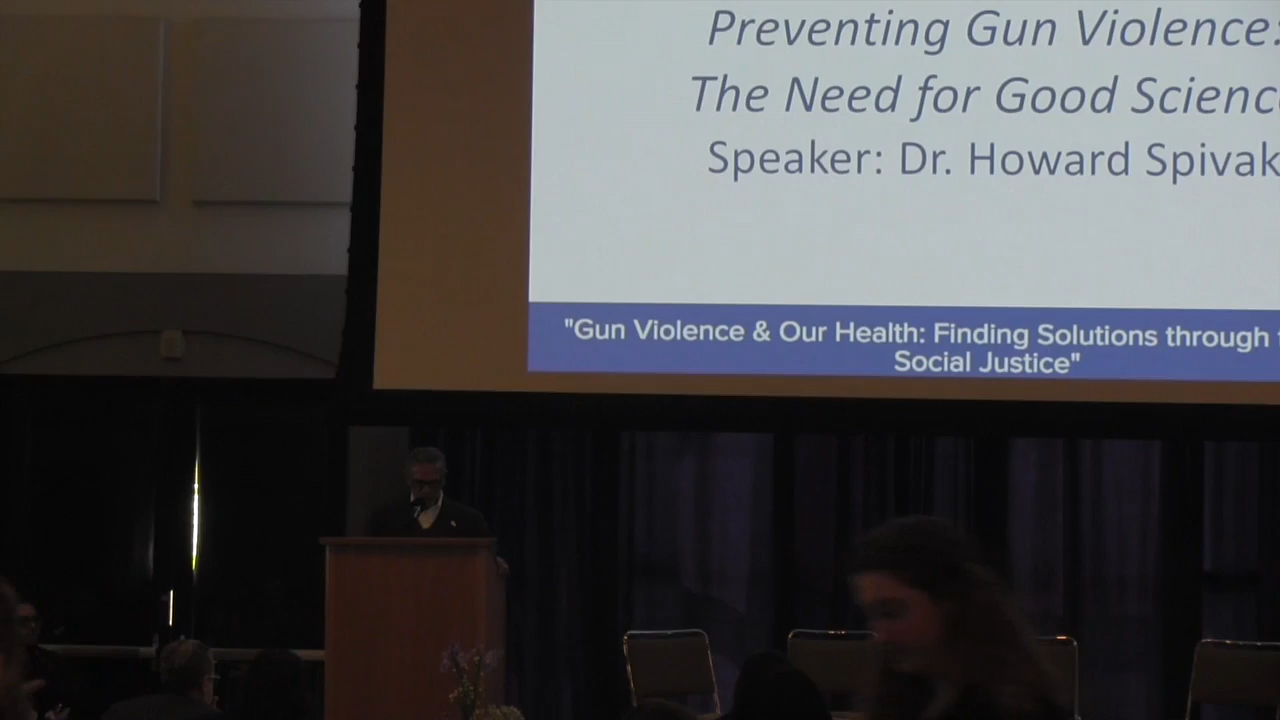 Preventing Gun Violence:
The Need for Good Scienc
Speaker: Dr. Howard Spivak
"Gun Violence & Our Health: Finding Solutions through
Social Justice"